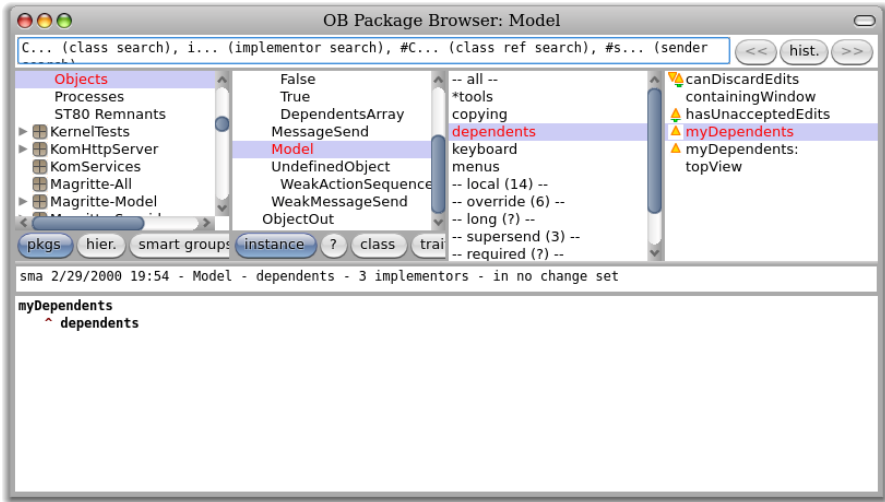 OB Package Browser: Model
C... (class search), i... (implementor search), #C... (class ref search), #s... (sender
<< hist. >>
Objects
Processes
ST80 Remnants
KernelTests
KomHttpServer
KomServices
Magritte-All
Magritte-Model
False
True
DependentsArray
MessageSend
Model
UndefinedObject
WeakActionSequence
WeakMessageSend
ObjectOut
-- all --
*tools
copying
dependents
keyboard
menus
-- local (14) --
-- override (6) --
-- long (?) --
-- supersend (3) --
-- required (?) --
canDiscardEdits
containingWindow
hasUnacceptedEdits
myDependents
myDependents:
topView
pkgs hier. smart groups instance ? class trai
sma 2/29/2000 19:54 - Model - dependents - 3 implementors - in no change set
myDependents
^ dependents